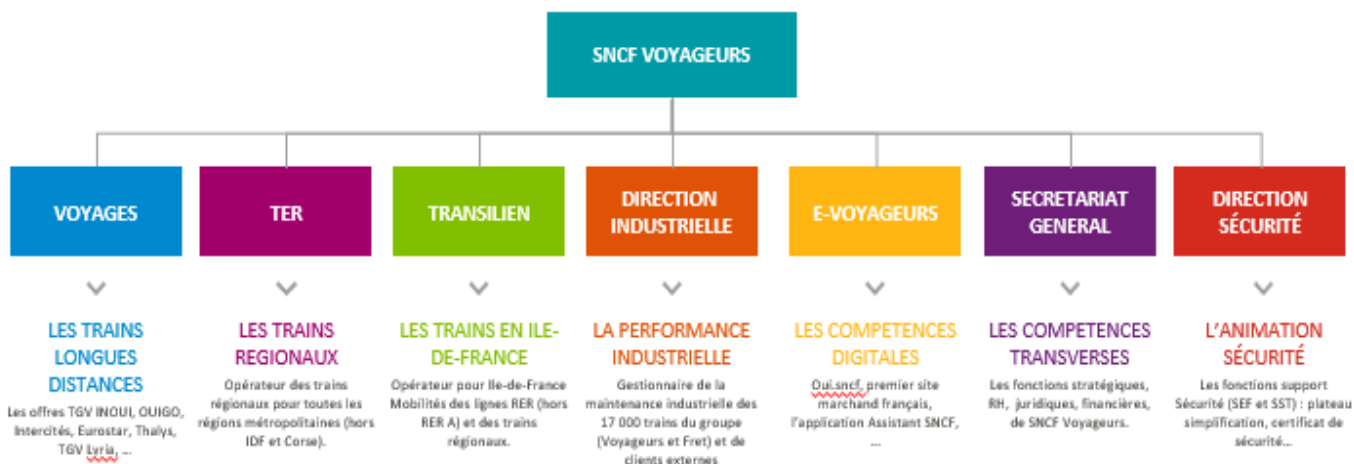 SNCF VOYAGEURS
VOYAGES
TER
TRANSILIEN
DIRECTION
INDUSTRIELLE
E-VOYAGEURS
SECRETARIAT
GENERAL
DIRECTION
SÉCURITÉ
LES TRAINS
LONGUES
DISTANCES
Les offres TGV INOUI, OUIGO,
Intercités, Eurostar, Thalys,
TGV Lyria, ...
LES TRAINS
REGIONAUX
Opérateur des trains
régionaux pour toutes les
régions métropolitaines (hors
IDF et Corse).
LES TRAINS EN ILE-
DE-FRANCE
Opérateur pour Ile-de-France
Mobilités des lignes RER (hors
RER A) et des trains
régionaux.
LA PERFORMANCE
INDUSTRIELLE
Gestionnaire de la
maintenance industrielle des
17 000 trains du groupe
(Voyageurs et Fret) et de
clients externes
LES COMPETENCES
DIGITALES
Oui.sncf, premier site
marchand français,
l'application Assistant SNCF,
...
LES COMPETENCES
TRANSVERSES
Les fonctions stratégiques,
RH, juridiques, financières,
de SNCF Voyageurs.
L'ANIMATION
SÉCURITÉ
Les fonctions support
Sécurité (SEF et SST) : plateau
simplification, certificat de
sécurité...